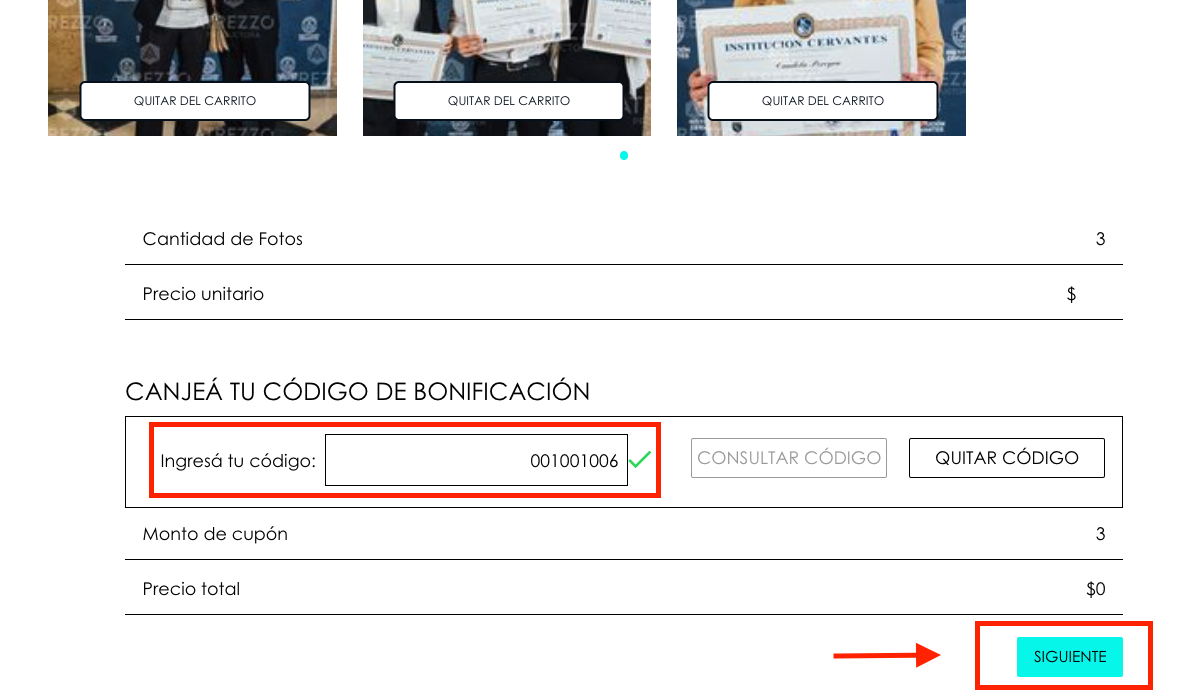 INSTITUCION CERVANTES
QUITAR DEL CARRITO
QUITAR DEL CARRITO
QUITAR DEL CARRITO
Cantidad de Fotos 3
Precio unitario $
CANJEÁ TU CÓDIGO DE BONIFICACIÓN
Ingresá tu código: 001001006 CONSULTAR CÓDIGO QUITAR CÓDIGO
Monto de cupón 3
Precio total $0
SIGUIENTE